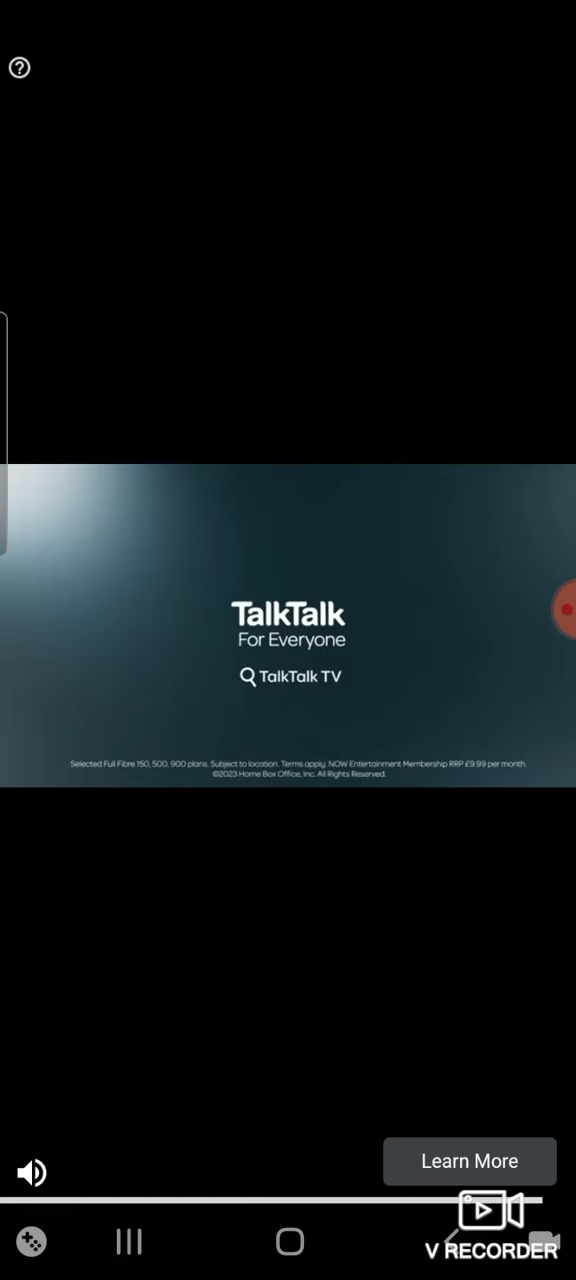 TalkTalk
For Everyone
TalkTalk TV
Selected Full Fibre 150, 500, 900 plans. Subject to location. Terms apply. NOW Entertainment Membership RRP £9.99 per month.
©2023 Home Box Office, Inc. All Rights Reserved.
Learn More
V RECORDER